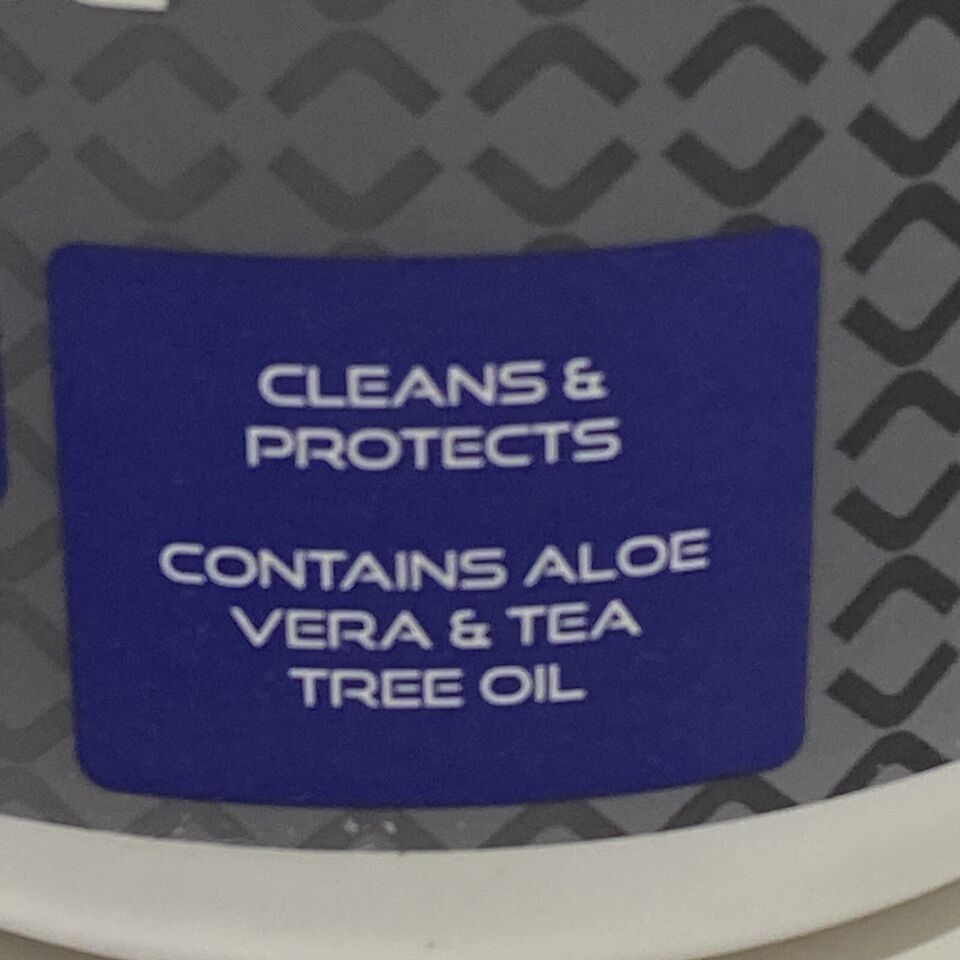 CLEANS &
PROTECTS
CONTAINS ALOE
VERA & TEA
TREE OIL